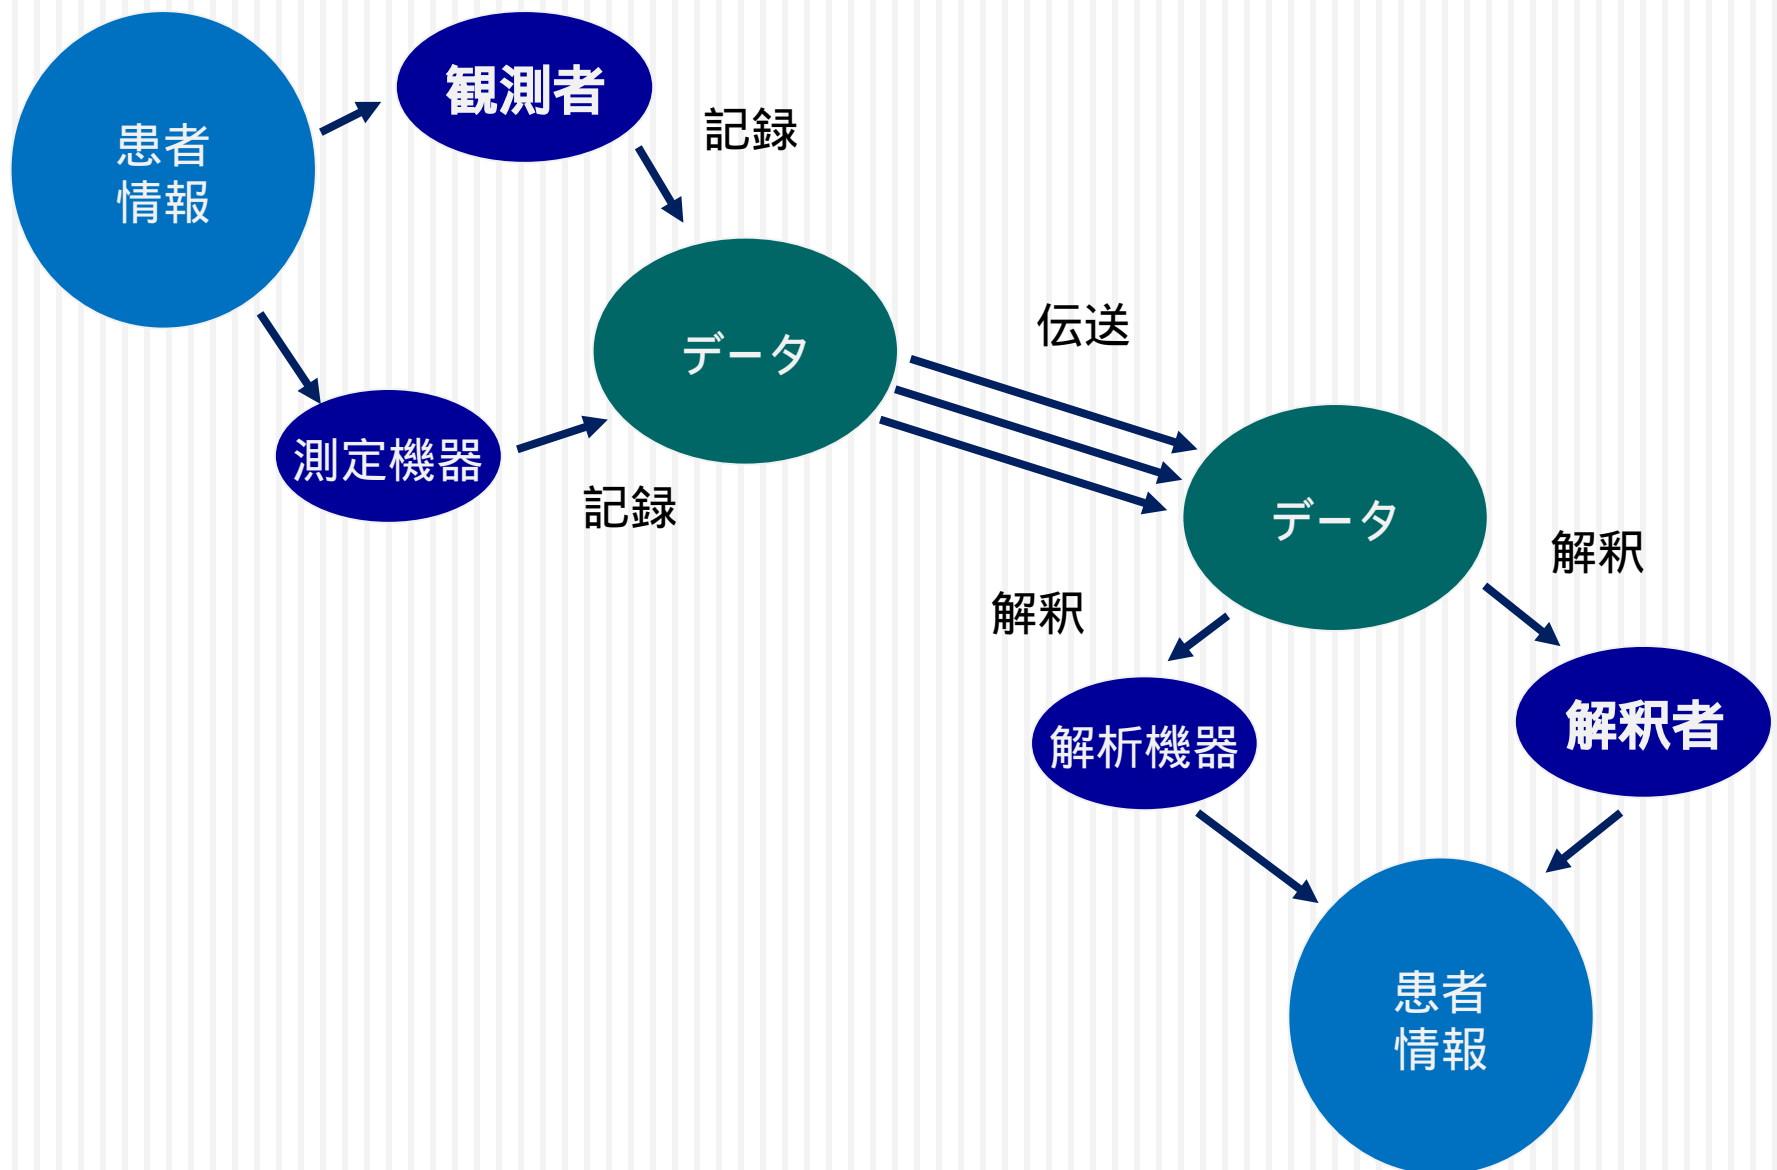 患者
情報
観測者
記録
測定機器
記録
データ
伝送
データ
解釈
解釈
解析機器
解釈者
患者
情報